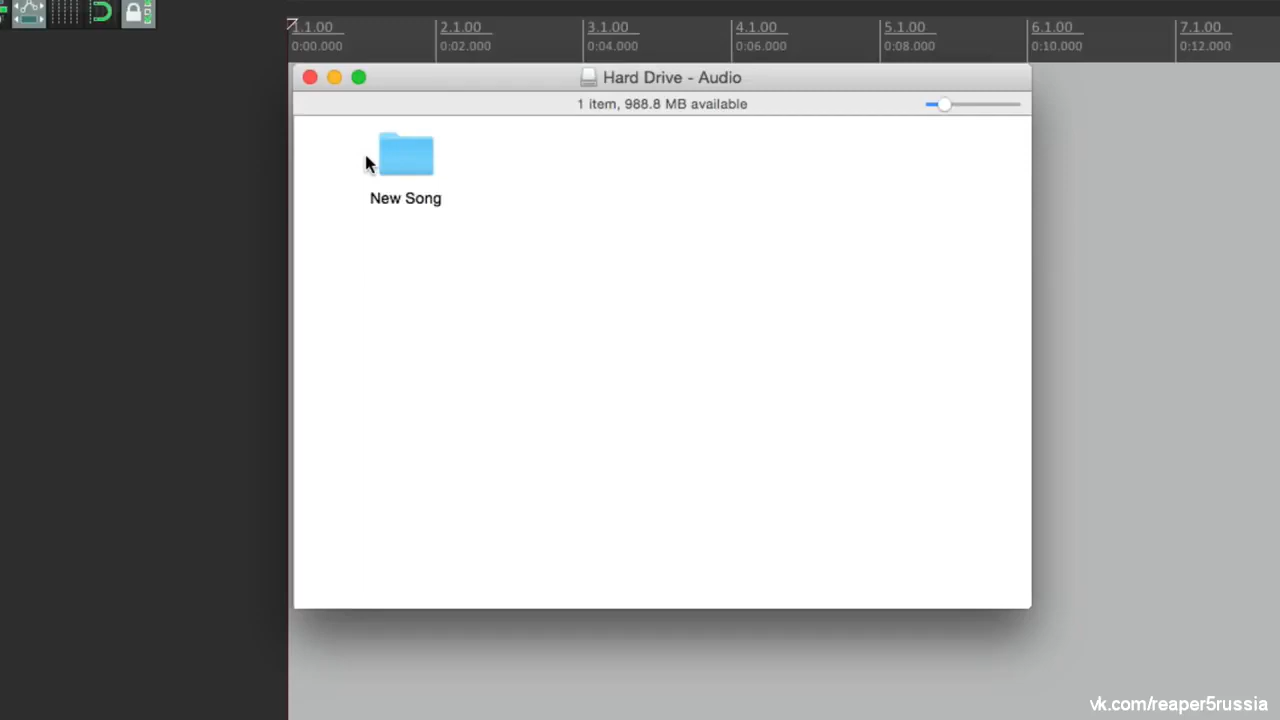 1.1.00 2.1.00 3.1.00 4.1.00 5.1.00 6.1.00 7.1.00
0:00.000 0:02.000 0:04.000 0:06.000 0:08.000 0:10.000 0:12.000
Hard Drive - Audio
1 item, 988.8 MB available
New Song
vk.com/reaper5russia